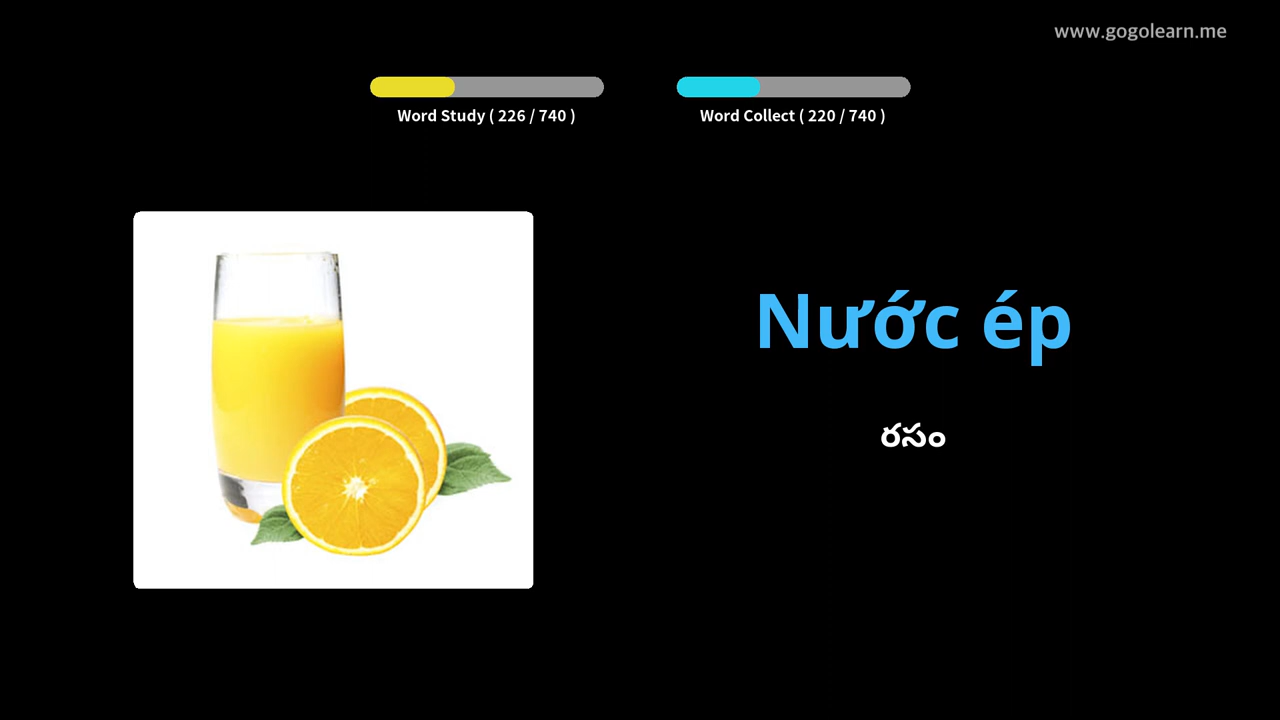 www.gogolearn.me
Word Study ( 226 / 740 )
Word Collect ( 220 / 740 )
Nước ép
రసం